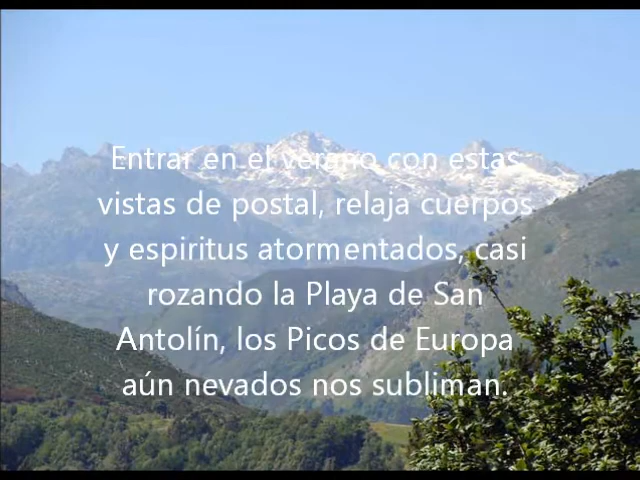 Entrar en el verano con estas
vistas de postal, relaja cuerpos
y espiritus atormentados, casi
rozando la Playa de San
Antolín, los Picos de Europa
aún nevados nos subliman.